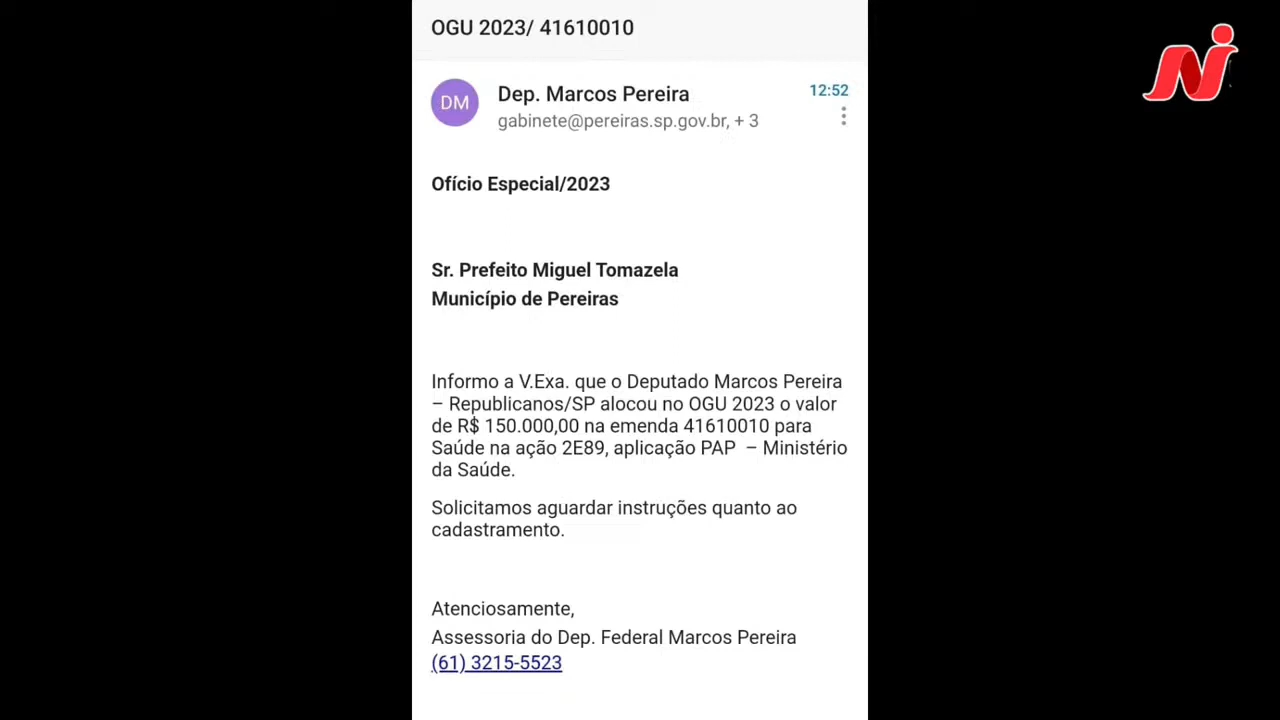 OGU 2023/ 41610010
DM
Dep. Marcos Pereira
12:52
gabinete@pereiras.sp.gov.br, + 3
Ofício Especial/2023
Sr. Prefeito Miguel Tomazela
Município de Pereiras
Informo a V.Exa. que o Deputado Marcos Pereira
– Republicanos/SP alocou no OGU 2023 o valor
de R$ 150.000,00 na emenda 41610010 para
Saúde na ação 2E89, aplicação PAP – Ministério
da Saúde.
Solicitamos aguardar instruções quanto ao
cadastramento.
Atenciosamente,
Assessoria do Dep. Federal Marcos Pereira
(61) 3215-5523